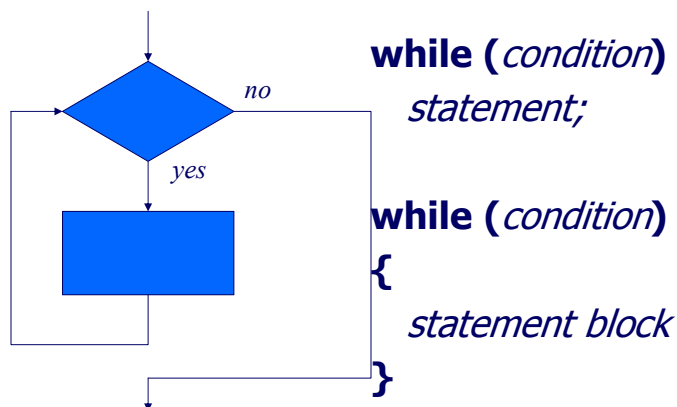 no
yes
while (condition)
statement;
while (condition)
{
statement block
}